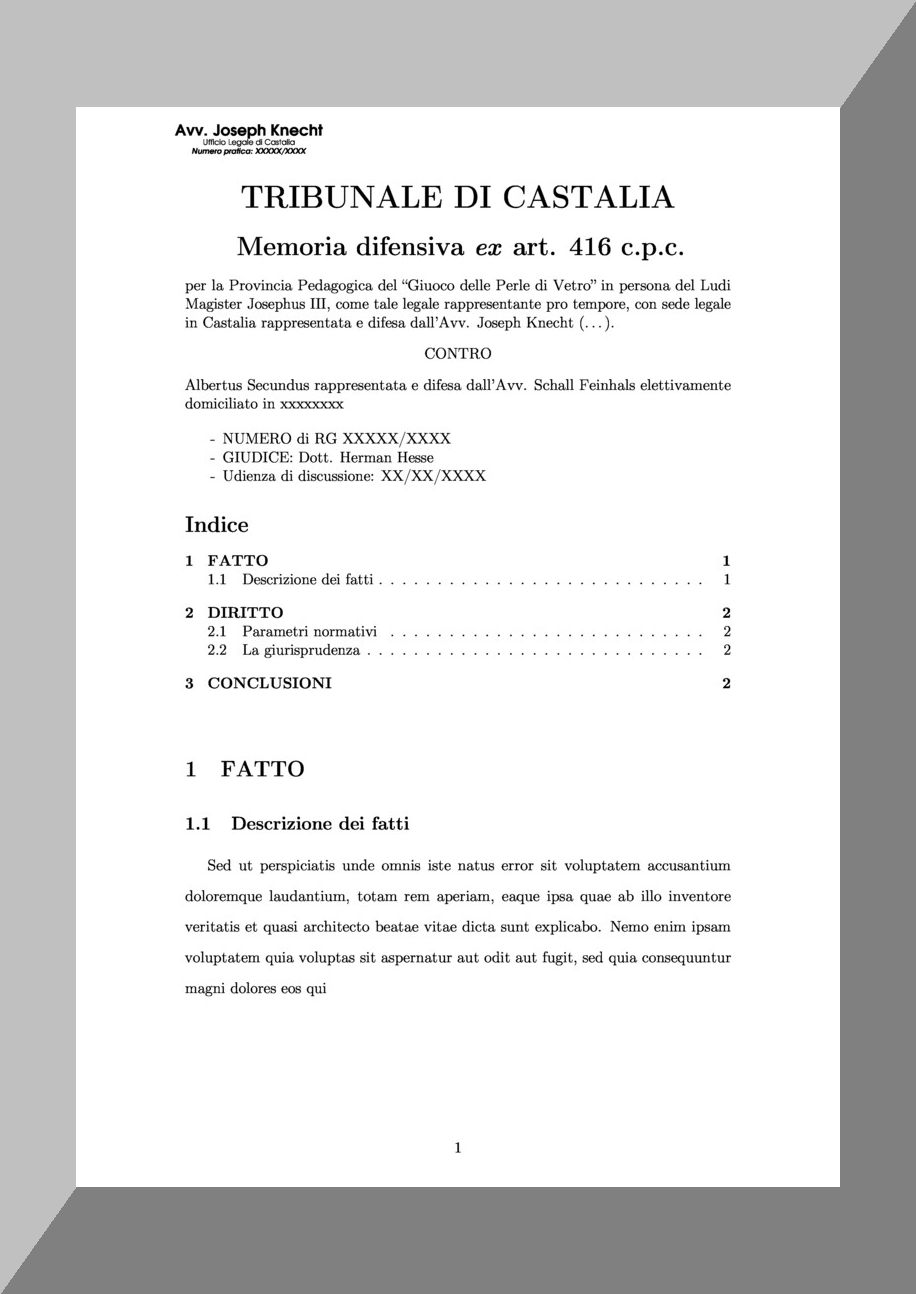 Avv. Joseph Knecht
Ufficio Legale di Castalia
Numero pratica: XXXXX/XXXX
TRIBUNALE DI CASTALIA
Memoria difensiva ex art. 416 c.p.c.
per la Provincia Pedagogica del “Giuoco delle Perle di Vetro” in persona del Ludi
Magister Josephus III, come tale legale rappresentante pro tempore, con sede legale
in Castalia rappresentata e difesa dall’Avv. Joseph Knecht (...).
CONTRO
Albertus Secundus rappresentata e difesa dall’Avv. Schall Feinhals elettivamente
domiciliato in xxxxxxxx
- NUMERO di RG XXXXX/XXXX
- GIUDICE: Dott. Herman Hesse
- Udienza di discussione: XX/XX/XXXX
Indice
1 FATTO 1
1.1 Descrizione dei fatti . . . . . . . . . . . . . . . . . . . . . . . . . . . . 1
2 DIRITTO 2
2.1 Parametri normativi . . . . . . . . . . . . . . . . . . . . . . . . . . . 2
2.2 La giurisprudenza . . . . . . . . . . . . . . . . . . . . . . . . . . . . . 2
3 CONCLUSIONI 2
1 FATTO
1.1 Descrizione dei fatti
Sed ut perspiciatis unde omnis iste natus error sit voluptatem accusantium
doloremque laudantium, totam rem aperiam, eaque ipsa quae ab illo inventore
veritatis et quasi architecto beatae vitae dicta sunt explicabo. Nemo enim ipsam
voluptatem quia voluptas sit aspernatur aut odit aut fugit, sed quia consequuntur
magni dolores eos qui
1